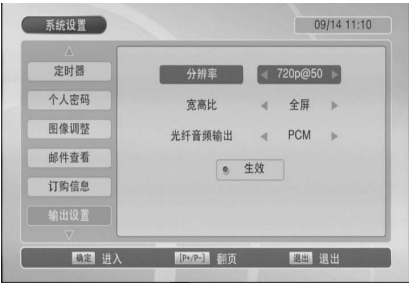 系统设置
09/14 11:10
定时器
个人密码
图像调整
邮件查看
订购信息
输出设置
分辨率 720p@50
宽高比 全屏
光纤音频输出 PCM
生效
确定 进入 [P+/P-] 翻页 退出 退出